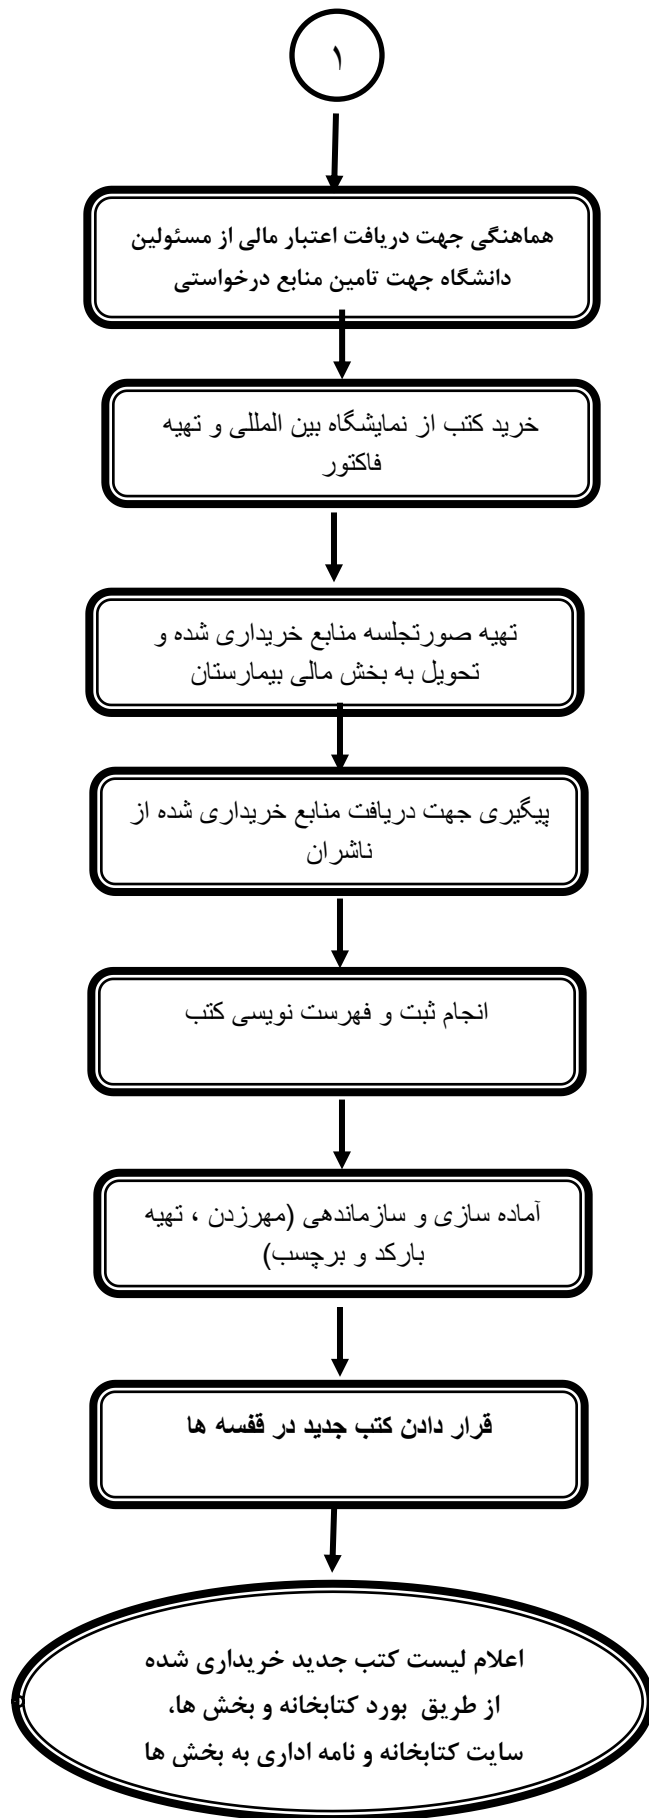 ۱
هماهنگی جهت دریافت اعتبار مالی از مسئولین
دانشگاه جهت تامین منابع درخواستی
خرید کتب از نمایشگاه بین المللی و تهیه
فاکتور
تهیه صورتجلسه منابع خریداری شده و
تحویل به بخش مالی بیمارستان
پیگیری جهت دریافت منابع خریداری شده از
ناشران
انجام ثبت و فهرست نویسی کتب
آماده سازی و سازماندهی (مهرزدن ، تهیه
بارکد و برچسب)
قرار دادن کتب جدید در قفسه ها
اعلام لیست کتب جدید خریداری شده
از طریق بورد کتابخانه و بخش ها،
سایت کتابخانه و نامه اداری به بخش ها